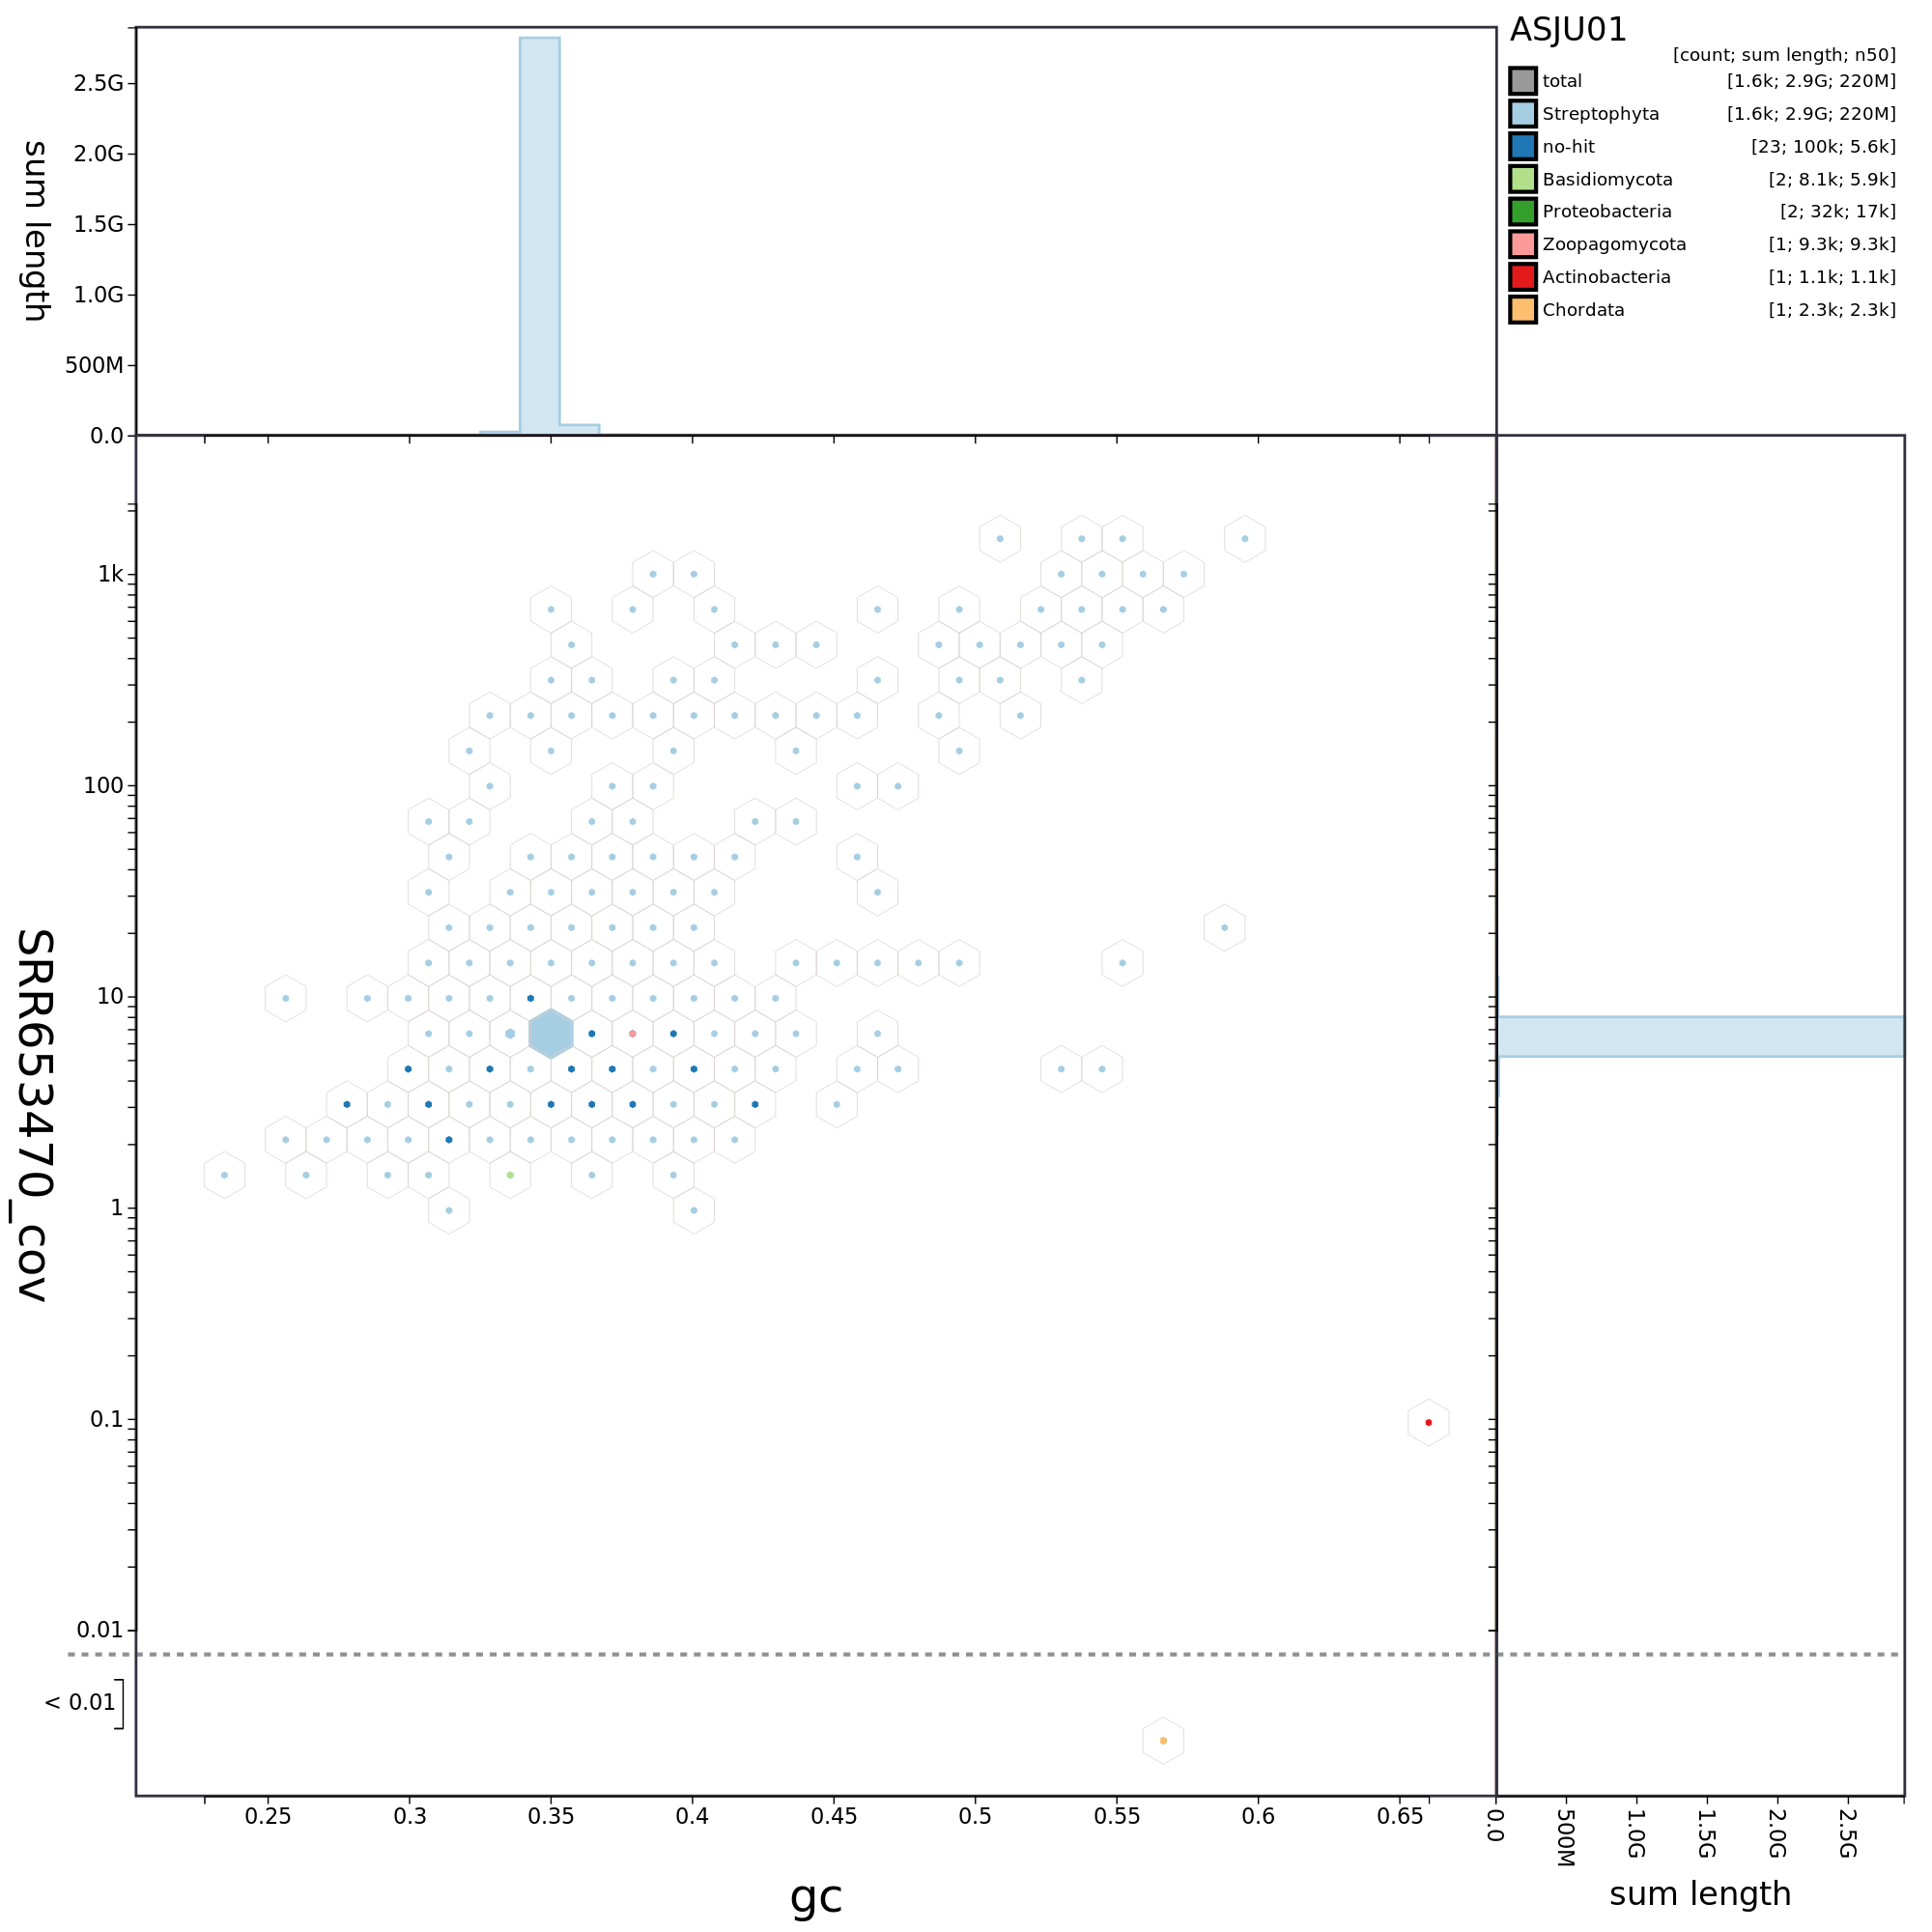 ASJU01
[count; sum length; n50]
total [1.6k; 2.9G; 220M]
Streptophyta [1.6k; 2.9G; 220M]
no-hit [23; 100k; 5.6k]
Basidiomycota [2; 8.1k; 5.9k]
Proteobacteria [2; 32k; 17k]
Zoopagomycota [1; 9.3k; 9.3k]
Actinobacteria [1; 1.1k; 1.1k]
Chordata [1; 2.3k; 2.3k]
sum length
2.5G
2.0G
1.5G
1.0G
500M
0.0
SRR653470_cov
1k
100
10
1
0.1
0.01
< 0.01
0.25 0.3 0.35 0.4 0.45 0.5 0.55 0.6 0.65
gc
0.0 500M 1.0G 1.5G 2.0G 2.5G
sum length